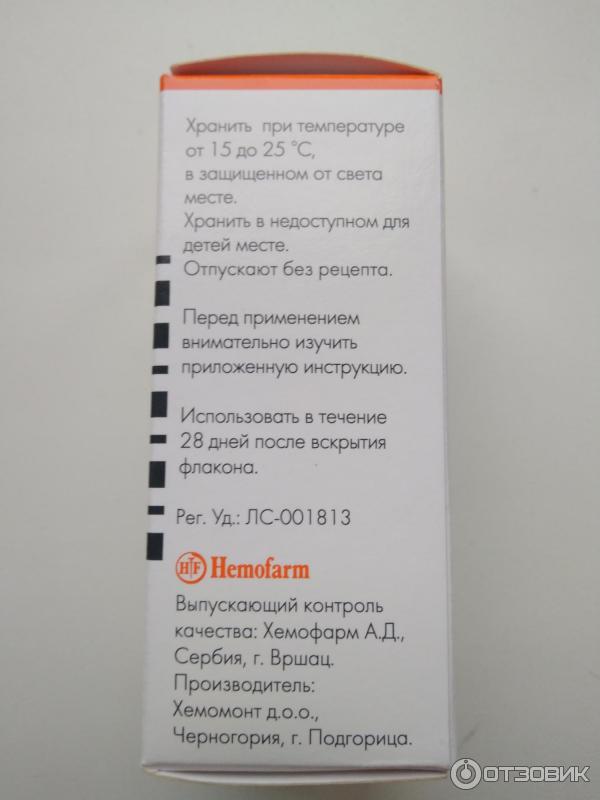 Хранить при температуре
от 15 до 25 °С,
в защищенном от света
месте.
Хранить в недоступном для
детей месте.
Отпускают без рецепта.
Перед применением
внимательно изучить
приложенную инструкцию.
Использовать в течение
28 дней после вскрытия
флакона.
Рег. Уд.: ЛС-001813
HF Hemofarm
Выпускающий контроль
качества: Хемофарм А.Д.,
Сербия, г. Вршац.
Производитель:
Хемомонт д.о.о.,
Черногория, г. Подгорица.
ОТЗОВИК